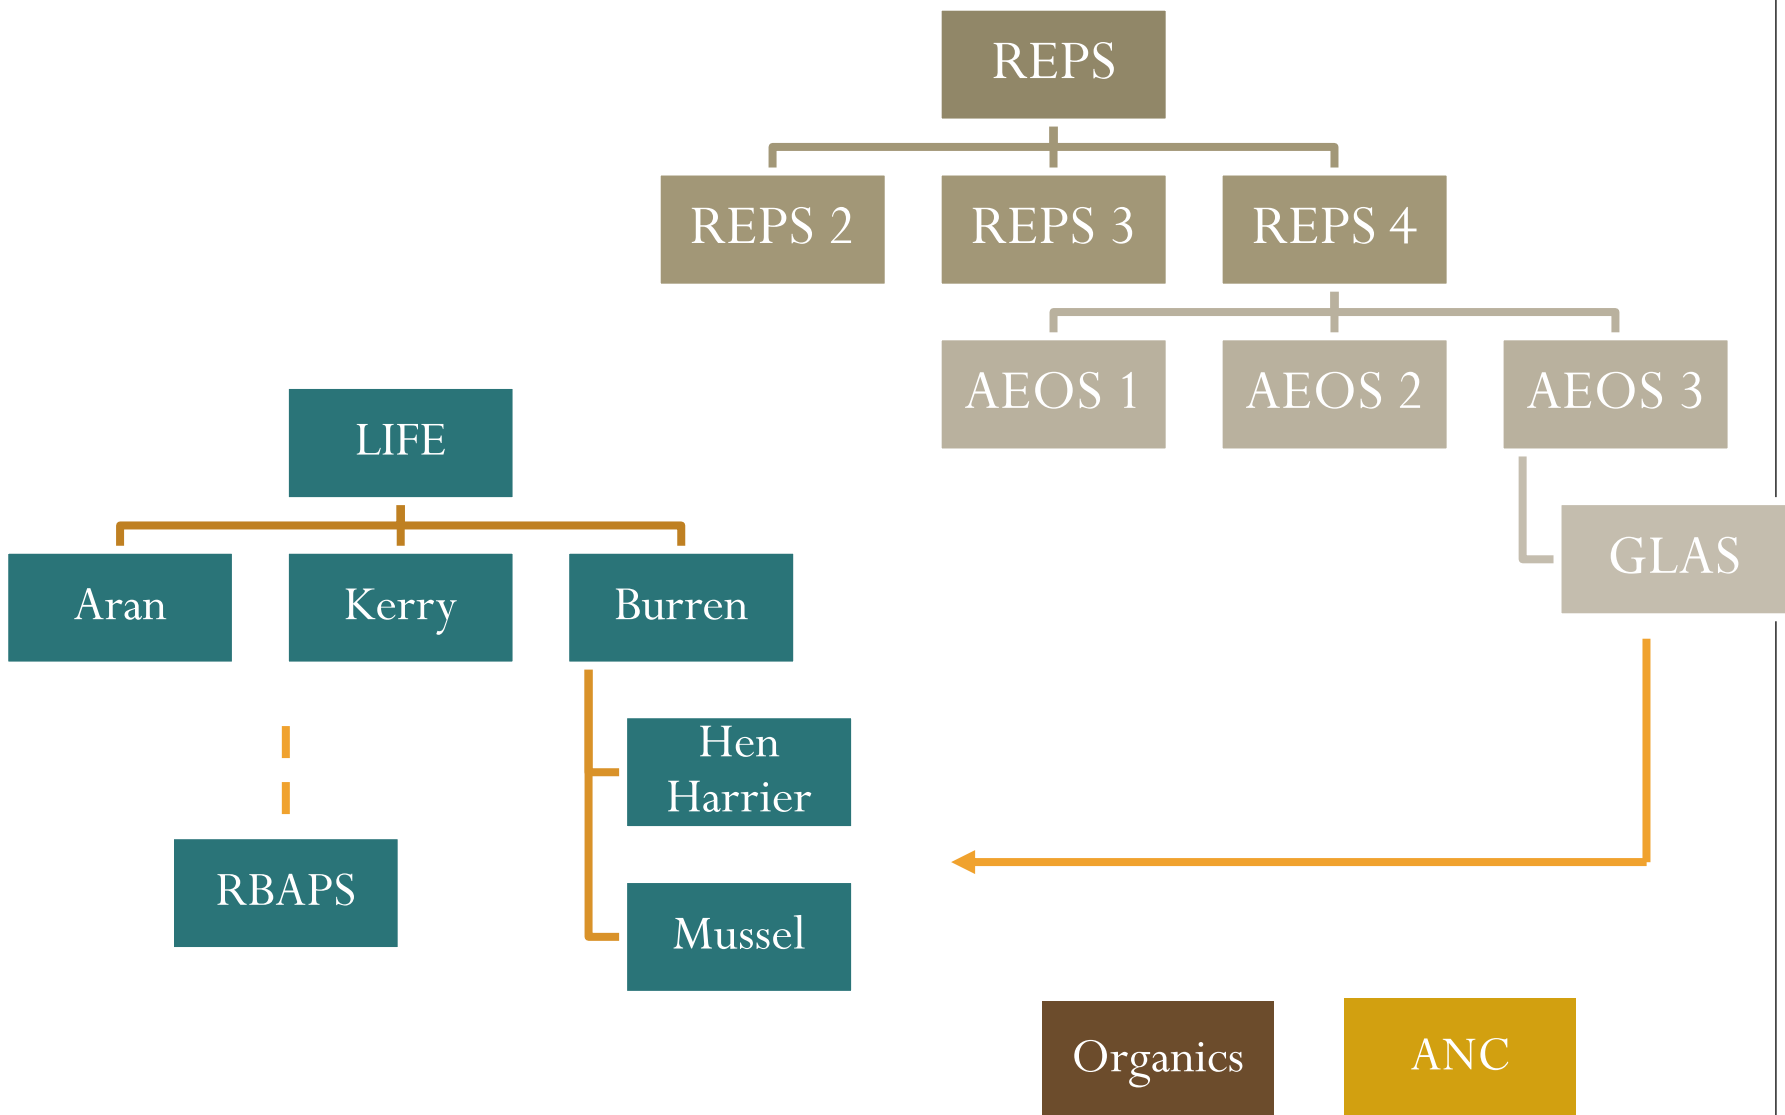 REPS
REPS 2
REPS 3
REPS 4
AEOS 1
AEOS 2
AEOS 3
GLAS
LIFE
Aran
Kerry
Burren
Hen
Harrier
Mussel
RBAPS
Organics
ANC